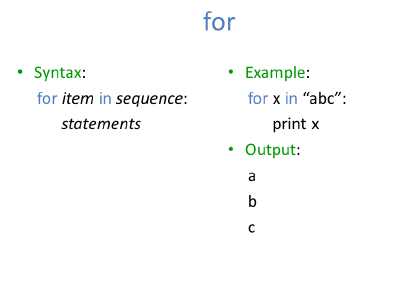 for
• Syntax:
for item in sequence:
statements
• Example:
for x in “abc”:
print x
• Output:
a
b
c